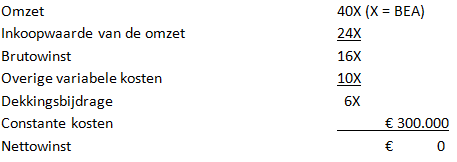 Omzet 40X (X = BEA)
Inkoopwaarde van de omzet 24X
Brutowinst 16X
Overige variabele kosten 10X
Dekkingsbijdrage 6X
Constante kosten € 300.000
Nettowinst € 0